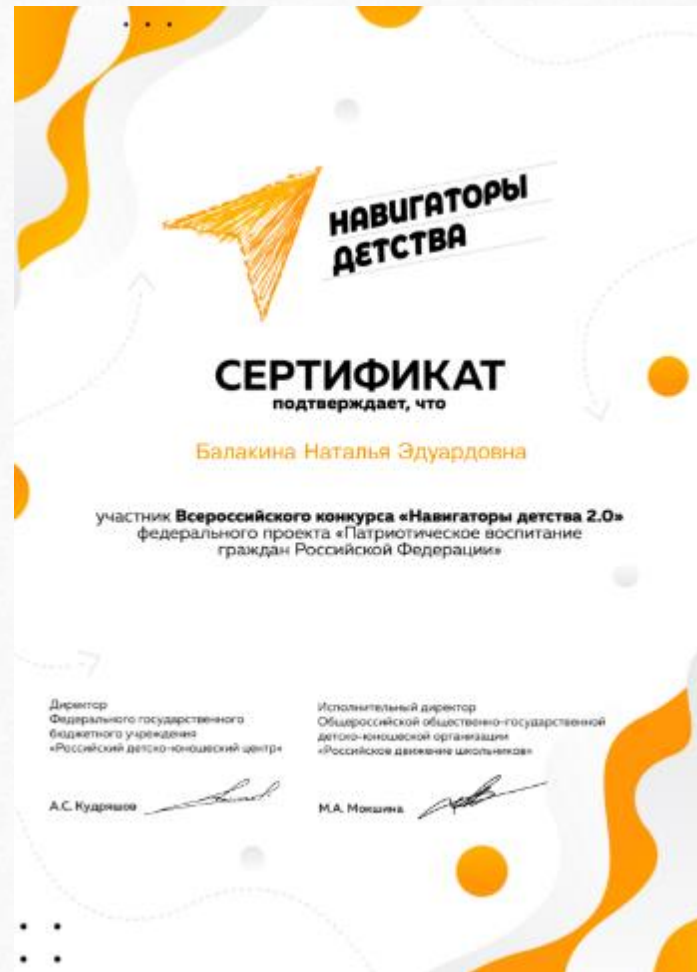 НАВИГАТОРЫ
ДЕТСТВА
СЕРТИФИКАТ
подтверждает, что
Балакина Наталья Эдуардовна
участник Всероссийского конкурса «Навигаторы детства 2.0»
федерального проекта «Патриотическое воспитание
граждан Российской Федерации»
Директор
Федерального государственного
бюджетного учреждения
«Российский детско-юношеский центр»
А.С. Кудряшов
Исполнительный директор
Общероссийской общественно-государственной
детско-юношеской организации
«Российское движение школьников»
М.А. Мокшина